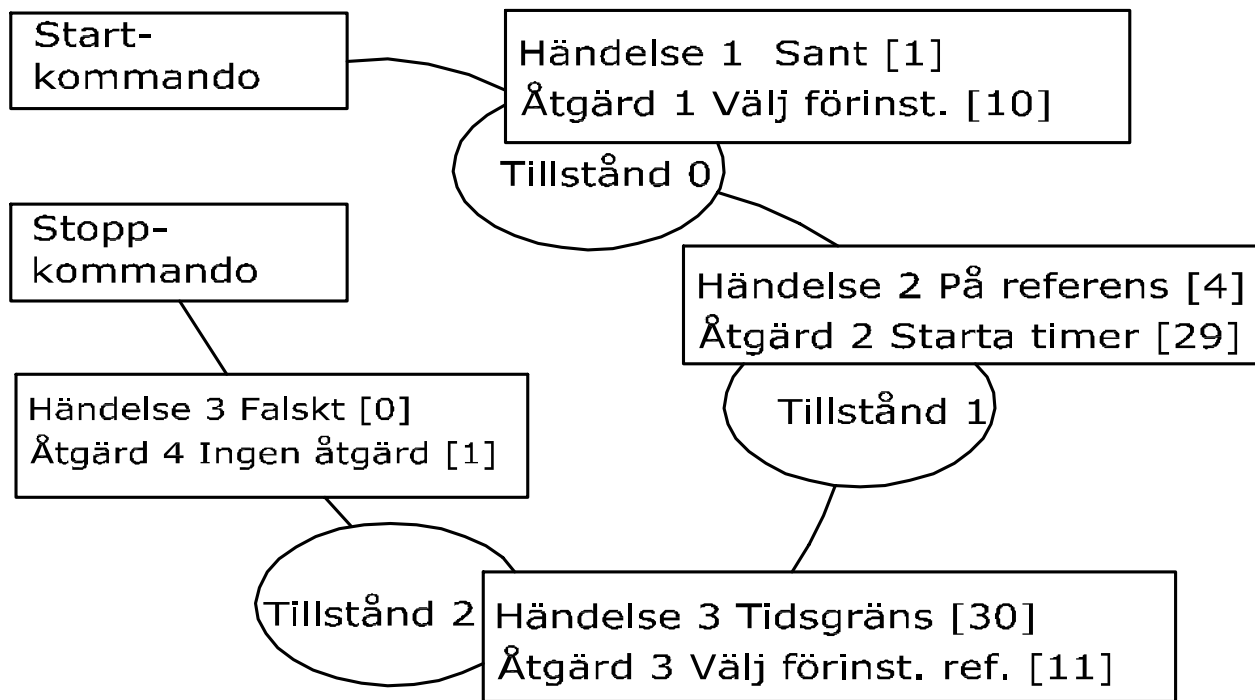 Start-
kommando
Händelse 1 Sant [1]
Åtgärd 1 Välj förinst. [10]
Tillstånd 0
Stopp-
kommando
Händelse 2 På referens [4]
Åtgärd 2 Starta timer [29]
Tillstånd 1
Händelse 3 Falskt [0]
Åtgärd 4 Ingen åtgärd [1]
Tillstånd 2
Händelse 3 Tidsgräns [30]
Åtgärd 3 Välj förinst. ref. [11]